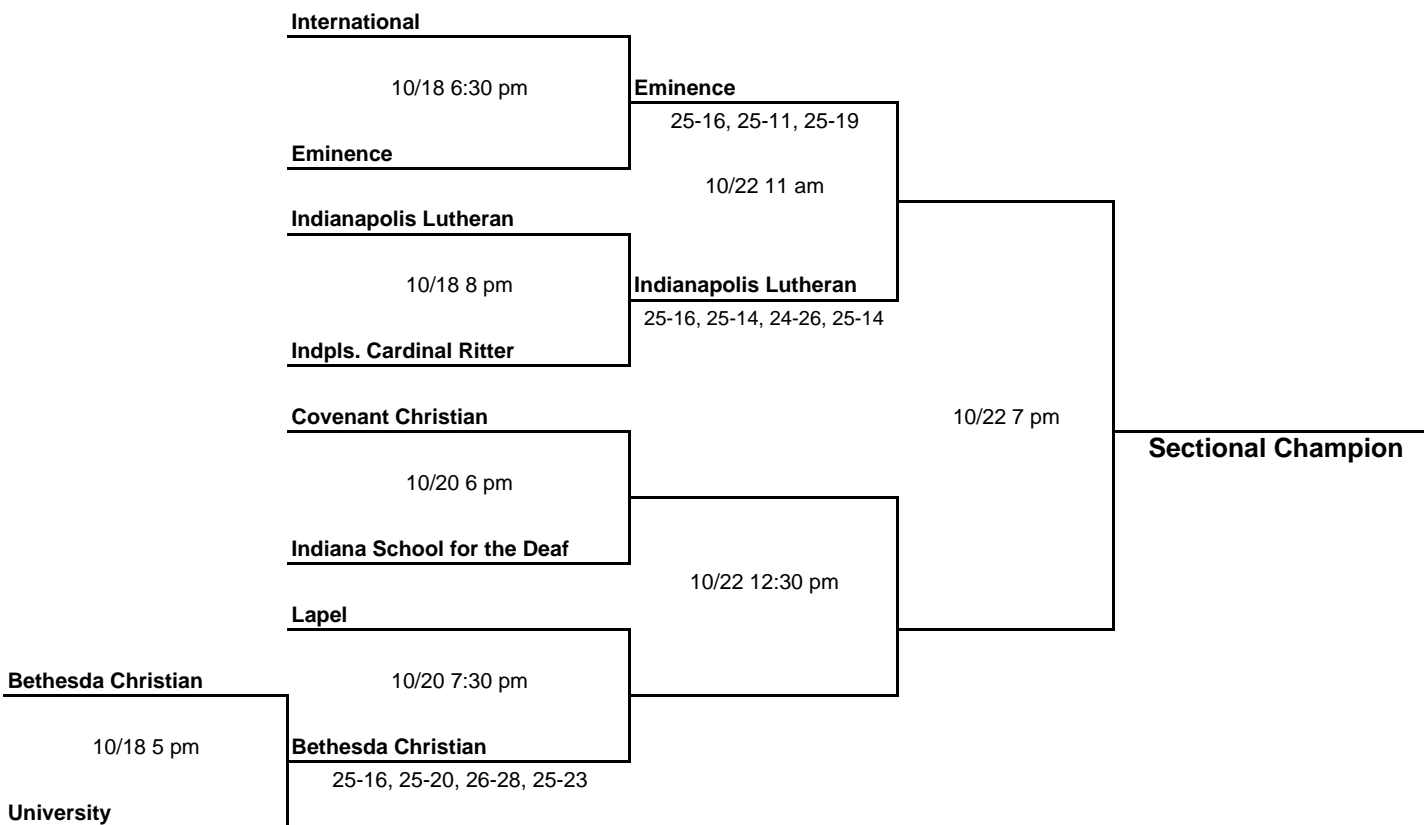 International
10/18 6:30 pm
Eminence
25-16, 25-11, 25-19
Eminence
10/22 11 am
Indianapolis Lutheran
10/18 8 pm
Indianapolis Lutheran
25-16, 25-14, 24-26, 25-14
Indpls. Cardinal Ritter
Covenant Christian
10/22 7 pm
Sectional Champion
10/20 6 pm
Indiana School for the Deaf
10/22 12:30 pm
Lapel
Bethesda Christian
10/20 7:30 pm
10/18 5 pm
Bethesda Christian
25-16, 25-20, 26-28, 25-23
University